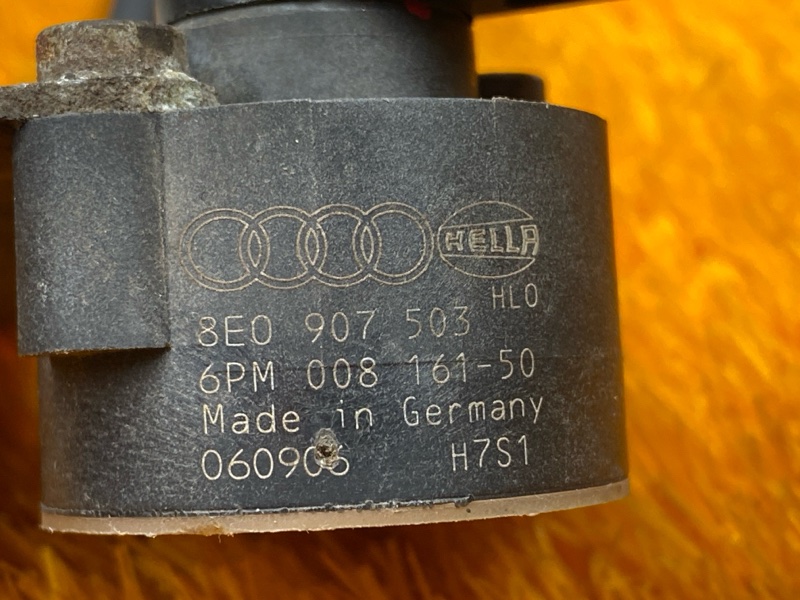 HELLA
HLO
8E0 907 503
6PM 008 161-50
Made in Germany
060906 H7S1